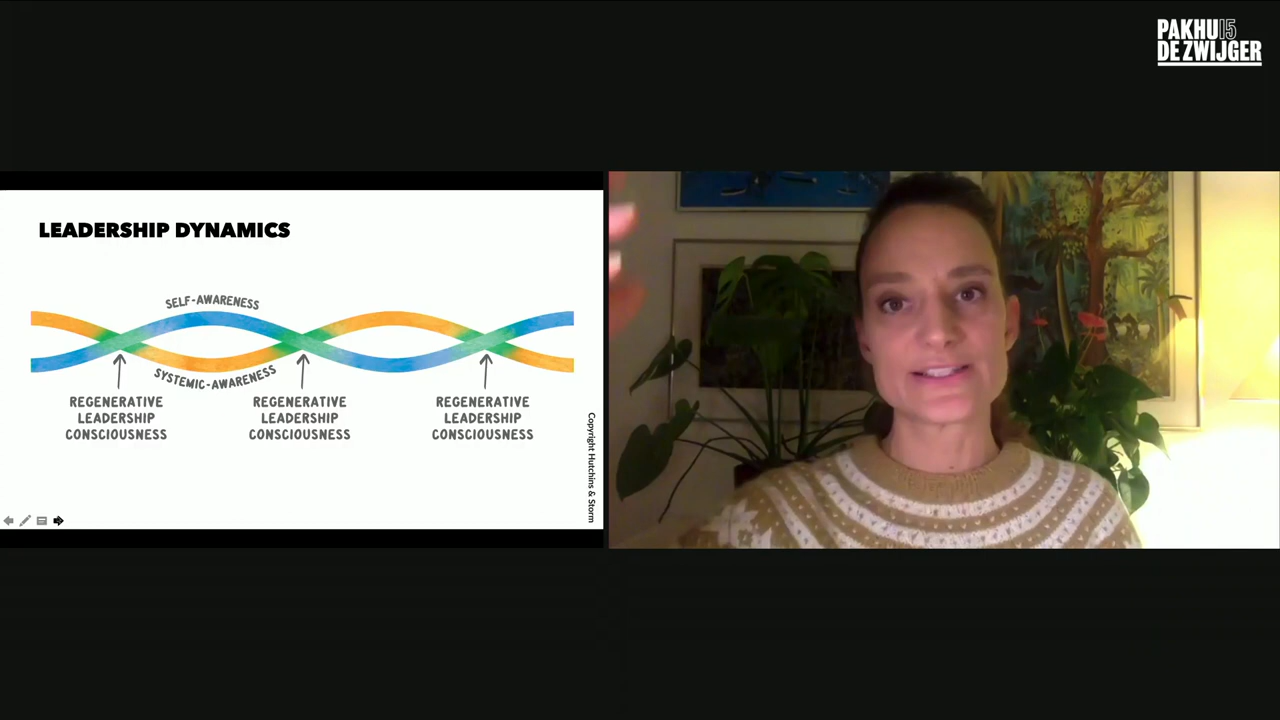 PAKHU15
DE ZWIJGER
LEADERSHIP DYNAMICS
SELF-AWARENESS
SYSTEMIC-AWARENESS
REGENERATIVE
LEADERSHIP
CONSCIOUSNESS
REGENERATIVE
LEADERSHIP
CONSCIOUSNESS
REGENERATIVE
LEADERSHIP
CONSCIOUSNESS
Copyright Hutchins & Storm